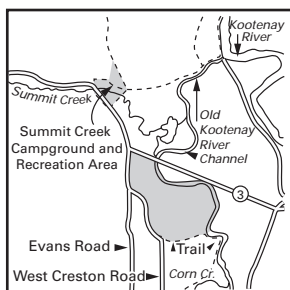 Kootenay
River
Summit Creek
Old
Kootenay
River
Channel
Summit Creek
Campground and
Recreation Area
3
Evans Road
Trail
West Creston Road
Corn Cr.